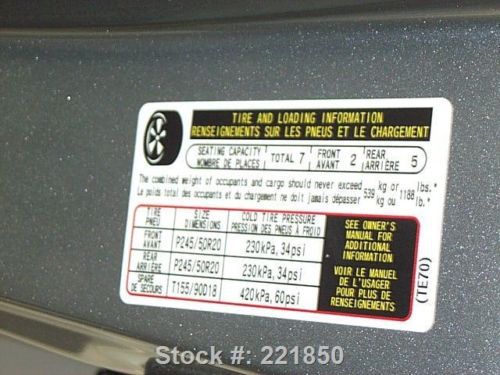 TIRE AND LOADING INFORMATION
RENSEIGNEMENTS SUR LES PNEUS ET LE CHARGEMENT
SEATING CAPACITY
NOMBRE DE PLACES
TOTAL 7
FRONT
AVANT
2
REAR
ARRIÈRE
5
The combined weight of occupants and cargo should never exceed 539 kg or 1188 lbs.
Le poids total des occupants et du chargement ne doit jamais dépasser 539 kg ou 1188 lb.
TIRE
PNEU
SIZE
DIMENSIONS
COLD TIRE PRESSURE
PRESSION DES PNEUS À FROID
FRONT
AVANT
P245/50R20
230kPa, 34psi
REAR
ARRIÈRE
P245/50R20
230kPa, 34psi
SPARE
DE SECOURS
T155/90D18
420kPa, 60psi
SEE OWNER'S
MANUAL FOR
ADDITIONAL
INFORMATION
VOIR LE MANUEL
DE L'USAGER
POUR PLUS DE
RENSEIGNEMENTS
(TE70)
Stock #: 221850